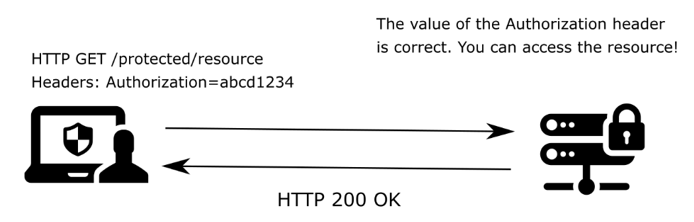 The value of the Authorization header
is correct. You can access the resource!
HTTP GET /protected/resource
Headers: Authorization=abcd1234
HTTP 200 OK